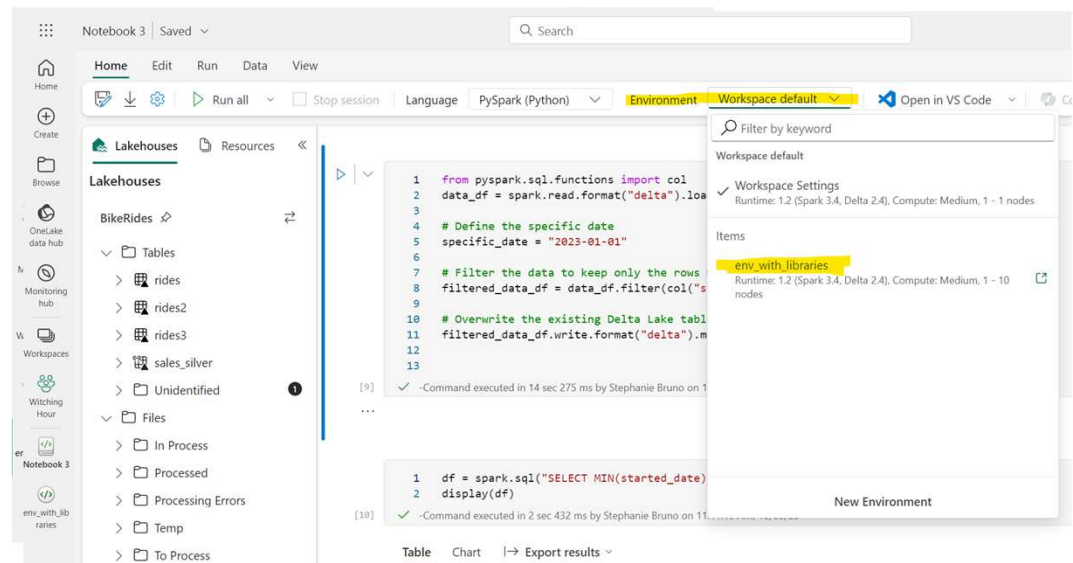 Notebook 3 | Saved
Search
Home Edit Run Data View
Run all Stop session Language PySpark (Python) Environment Workspace default Open in VS Code
Home
Create
Browse
OneLake
data hub
Monitoring
hub
Workspaces
Witching
Hour
Notebook 3
env_with_lib
raries
Lakehouses Resources
Lakehouses
BikeRides
Tables
rides
rides2
rides3
sales_silver
Unidentified 1
Files
In Process
Processed
Processing Errors
Temp
To Process
1 from pyspark.sql.functions import col
2 data_df = spark.read.format("delta").loa
3
4 # Define the specific date
5 specific_date = "2023-01-01"
6
7 # Filter the data to keep only the rows
8 filtered_data_df = data_df.filter(col("s
9
10 # Overwrite the existing Delta Lake tabl
11 filtered_data_df.write.format("delta").m
12
13
[9] -Command executed in 14 sec 275 ms by Stephanie Bruno on 1
...
1 df = spark.sql("SELECT MIN(started_date)
2 display(df)
[10] -Command executed in 2 sec 432 ms by Stephanie Bruno on 11
Table Chart Export results
Filter by keyword
Workspace default
Workspace Settings
Runtime: 1.2 (Spark 3.4, Delta 2.4), Compute: Medium, 1 - 1 nodes
Items
env_with_libraries
Runtime: 1.2 (Spark 3.4, Delta 2.4), Compute: Medium, 1 - 10
nodes
New Environment